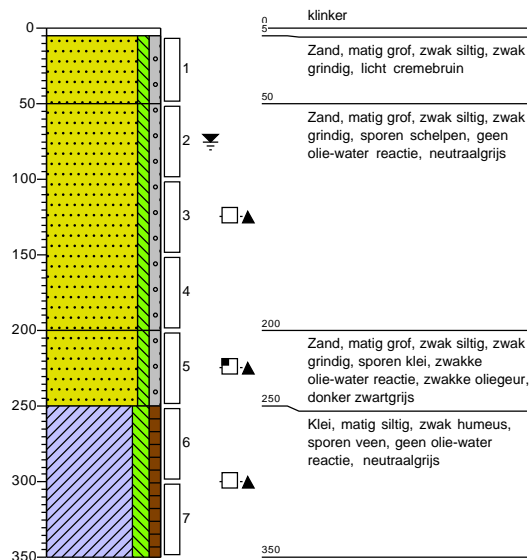 0
50
100
150
200
250
300
350
1
2
3
4
5
6
7
0
klinker
5
Zand, matig grof, zwak siltig, zwak
grindig, licht cremebruin
50
Zand, matig grof, zwak siltig, zwak
grindig, sporen schelpen, geen
olie-water reactie, neutraalgrijs
200
Zand, matig grof, zwak siltig, zwak
grindig, sporen klei, zwakke
olie-water reactie, zwakke oliegeur,
donker zwartgrijs
250
Klei, matig siltig, zwak humeus,
sporen veen, geen olie-water
reactie, neutraalgrijs
350